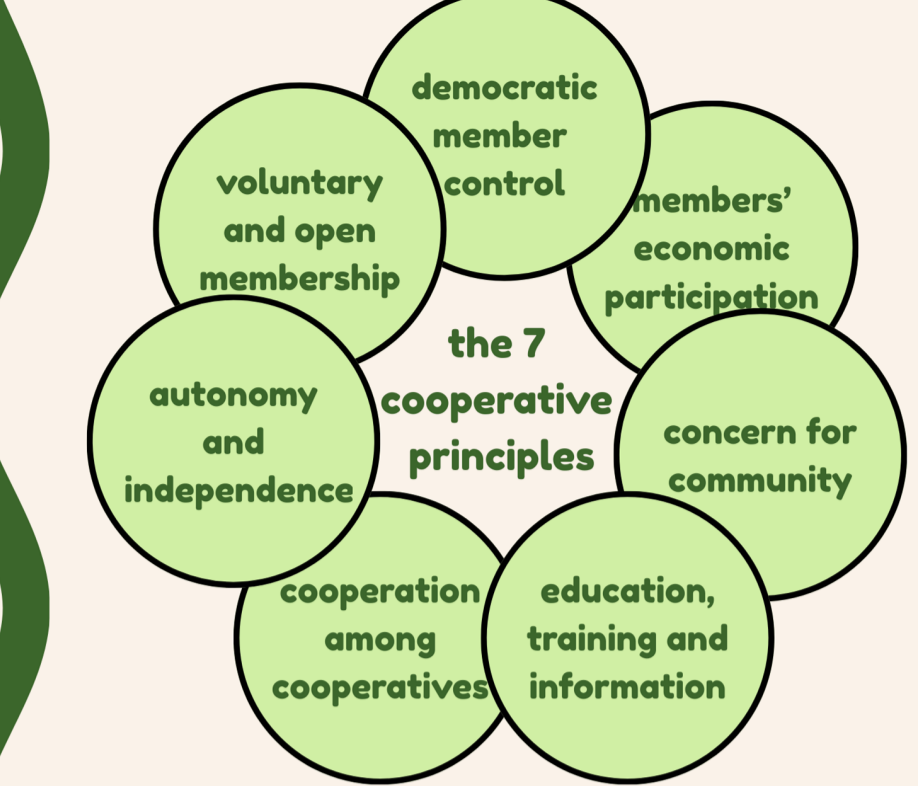 democratic
member
control
voluntary
and open
membership
members’
economic
participation
the 7
cooperative
principles
autonomy
and
independence
concern for
community
cooperation
among
cooperatives
education,
training and
information